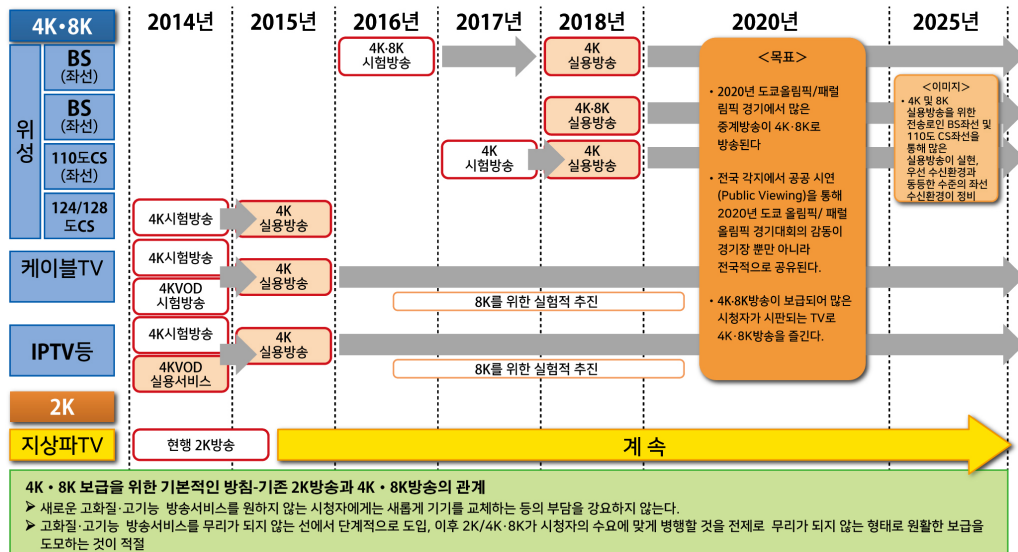 4K·8K
2014년
2015년
2016년
2017년
2018년
2020년
2025년
위성
BS
(좌선)
4K·8K
시험방송
4K
실용방송
BS
(좌선)
4K·8K
실용방송
110도CS
(좌선)
4K
시험방송
4K
실용방송
124/128
도CS
4K시험방송
4K
실용방송
케이블TV
4K시험방송
4KVOD
시험방송
4K
실용방송
8K를 위한 실험적 추진
IPTV등
4K시험방송
4KVOD
실용서비스
4K
실용방송
8K를 위한 실험적 추진
<목표>
• 2020년 도쿄올림픽/패럴
림픽 경기에서 많은
중계방송이 4K·8K로
방송된다
• 전국 각지에서 공공 시연
(Public Viewing)을 통해
2020년 도쿄 올림픽/ 패럴
올림픽 경기대회의 감동이
경기장 뿐만 아니라
전국적으로 공유된다.
• 4K·8K방송이 보급되어 많은
시청자가 시판되는 TV로
4K·8K방송을 즐긴다.
<이미지>
• 4K 및 8K
실용방송을 위한
전송로인 BS좌선 및
110도 CS좌선을
통해 많은
실용방송이 실현,
우선 수신환경과
동등한 수준의 좌선
수신환경이 정비
2K
지상파TV
현행 2K방송
계 속
4K·8K 보급을 위한 기본적인 방침-기존 2K방송과 4K·8K방송의 관계
➢ 새로운 고화질·고기능 방송서비스를 원하지 않는 시청자에게는 새롭게 기기를 교체하는 등의 부담을 강요하지 않는다.
➢ 고화질·고기능 방송서비스를 무리가 되지 않는 선에서 단계적으로 도입, 이후 2K/4K·8K가 시청자의 수요에 맞게 병행할 것을 전제로 무리가 되지 않는 형태로 원활한 보급을
도모하는 것이 적절